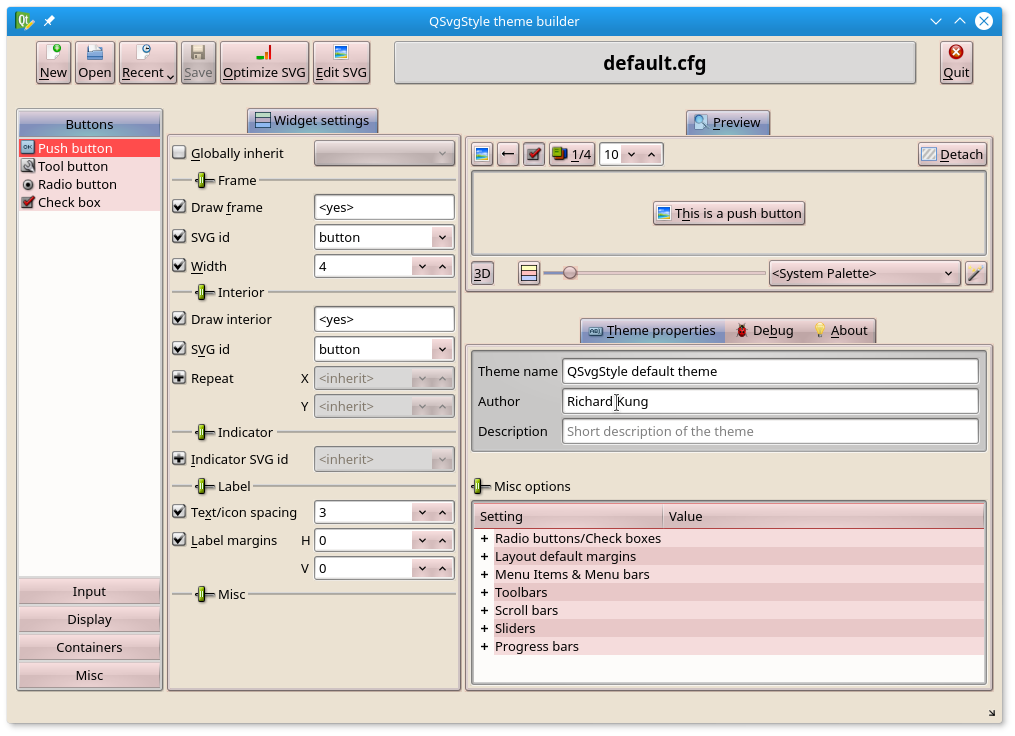 QSvgStyle theme builder
New
Open
Recent
Save
Optimize SVG
Edit SVG
default.cfg
Quit
Buttons
Push button
Tool button
Radio button
Check box
Input
Display
Containers
Misc
Widget settings
Globally inherit
Frame
Draw frame <yes>
SVG id button
Width 4
Interior
Draw interior <yes>
SVG id button
Repeat X <inherit>
Y <inherit>
Indicator
Indicator SVG id <inherit>
Label
Text/icon spacing 3
Label margins H 0
V 0
Misc
Preview
1/4 10 Detach
This is a push button
3D <System Palette>
Theme properties Debug About
Theme name QSvgStyle default theme
Author Richard Kung
Description Short description of the theme
Misc options
Setting Value
+ Radio buttons/Check boxes
+ Layout default margins
+ Menu Items & Menu bars
+ Toolbars
+ Scroll bars
+ Sliders
+ Progress bars